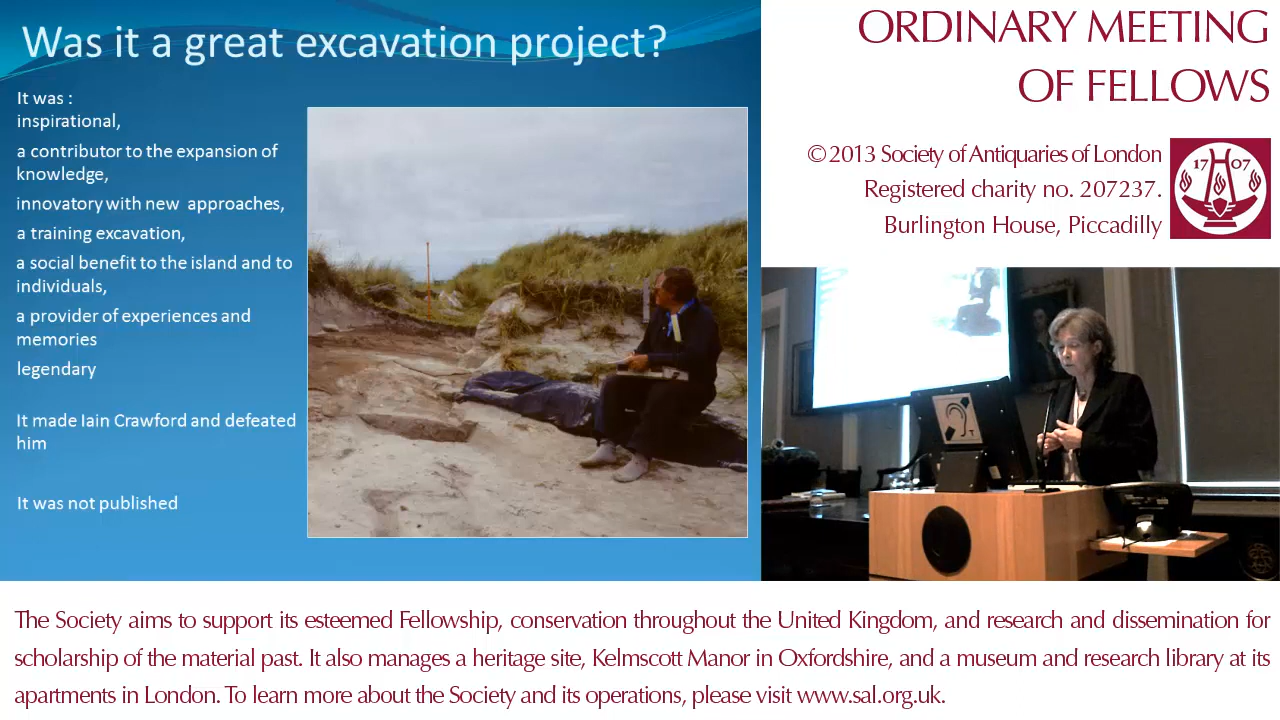 Was it a great excavation project?
It was :
inspirational,
a contributor to the expansion of
knowledge,
innovatory with new approaches,
a training excavation,
a social benefit to the island and to
individuals,
a provider of experiences and
memories
legendary
It made Iain Crawford and defeated
him
It was not published
ORDINARY MEETING
OF FELLOWS
© 2013 Society of Antiquaries of London
Registered charity no. 207237.
Burlington House, Piccadilly
17 07
The Society aims to support its esteemed Fellowship, conservation throughout the United Kingdom, and research and dissemination for
scholarship of the material past. It also manages a heritage site, Kelmscott Manor in Oxfordshire, and a museum and research library at its
apartments in London. To learn more about the Society and its operations, please visit www.sal.org.uk.